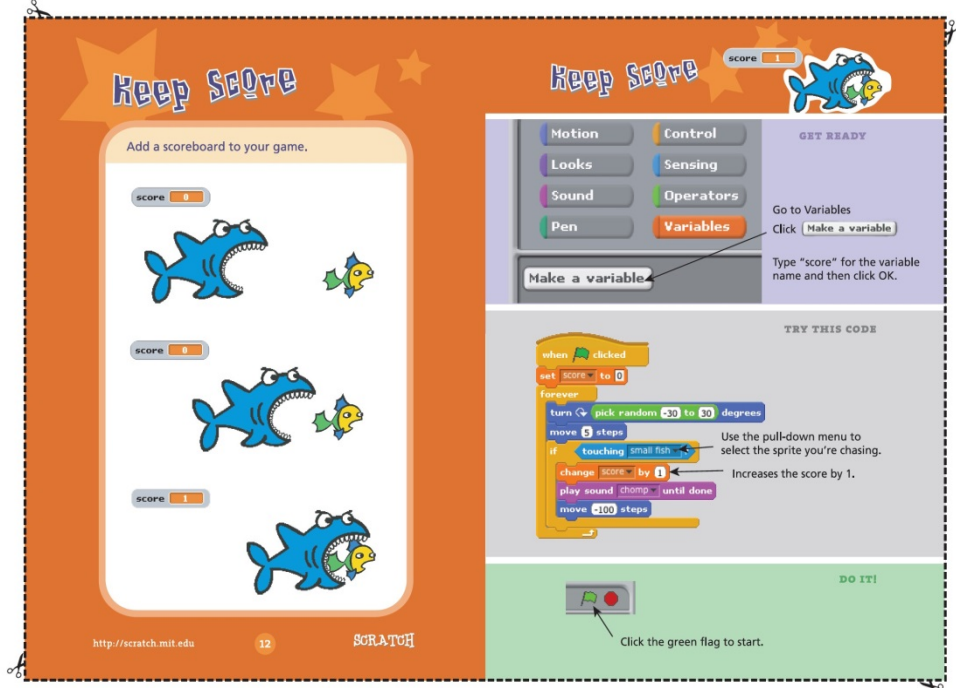 Keep Score
Add a scoreboard to your game.
score 0
score 0
score 1
http://scratch.mit.edu
12
SCRATCH
Keep Score
score 1
GET READY
Motion
Control
Looks
Sensing
Sound
Operators
Pen
Variables
Make a variable
Go to Variables
Click Make a variable
Type “score” for the variable
name and then click OK.
TRY THIS CODE
when clicked
set score to 0
forever
turn pick random -30 to 30 degrees
move 5 steps
if touching small fish
change score by 1
play sound chomp until done
move -100 steps
Use the pull-down menu to
select the sprite you’re chasing.
Increases the score by 1.
DO IT!
Click the green flag to start.